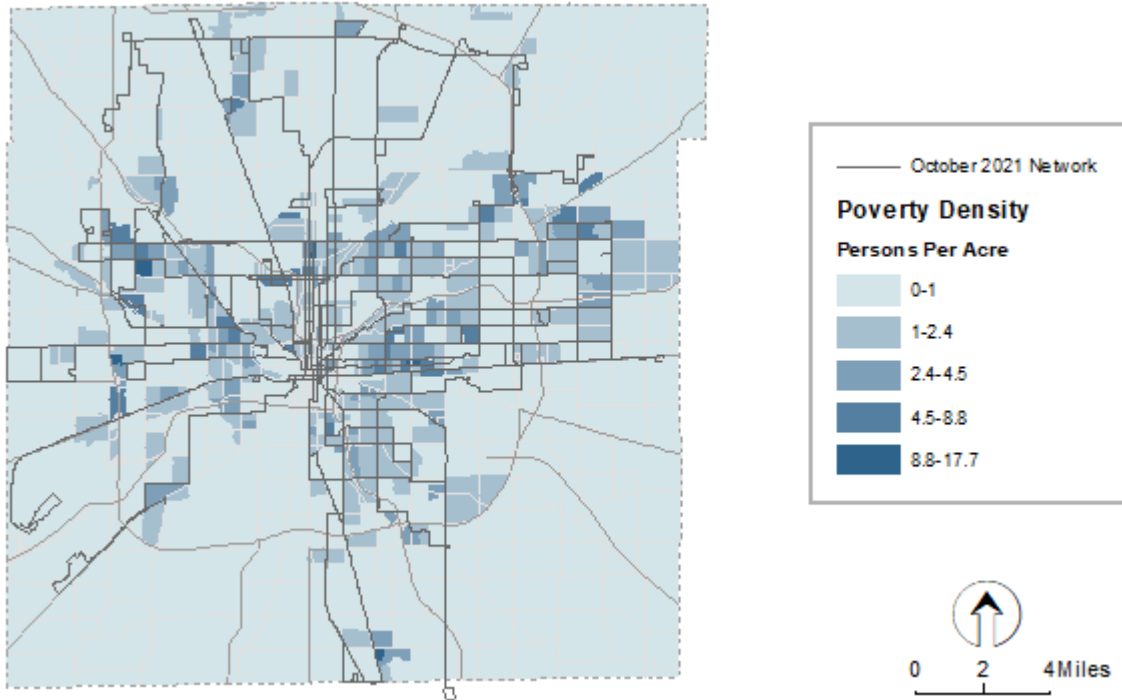 October 2021 Network
Poverty Density
Persons Per Acre
0-1
1-2.4
2.4-4.5
4.5-8.8
8.8-17.7
0 2 4 Miles